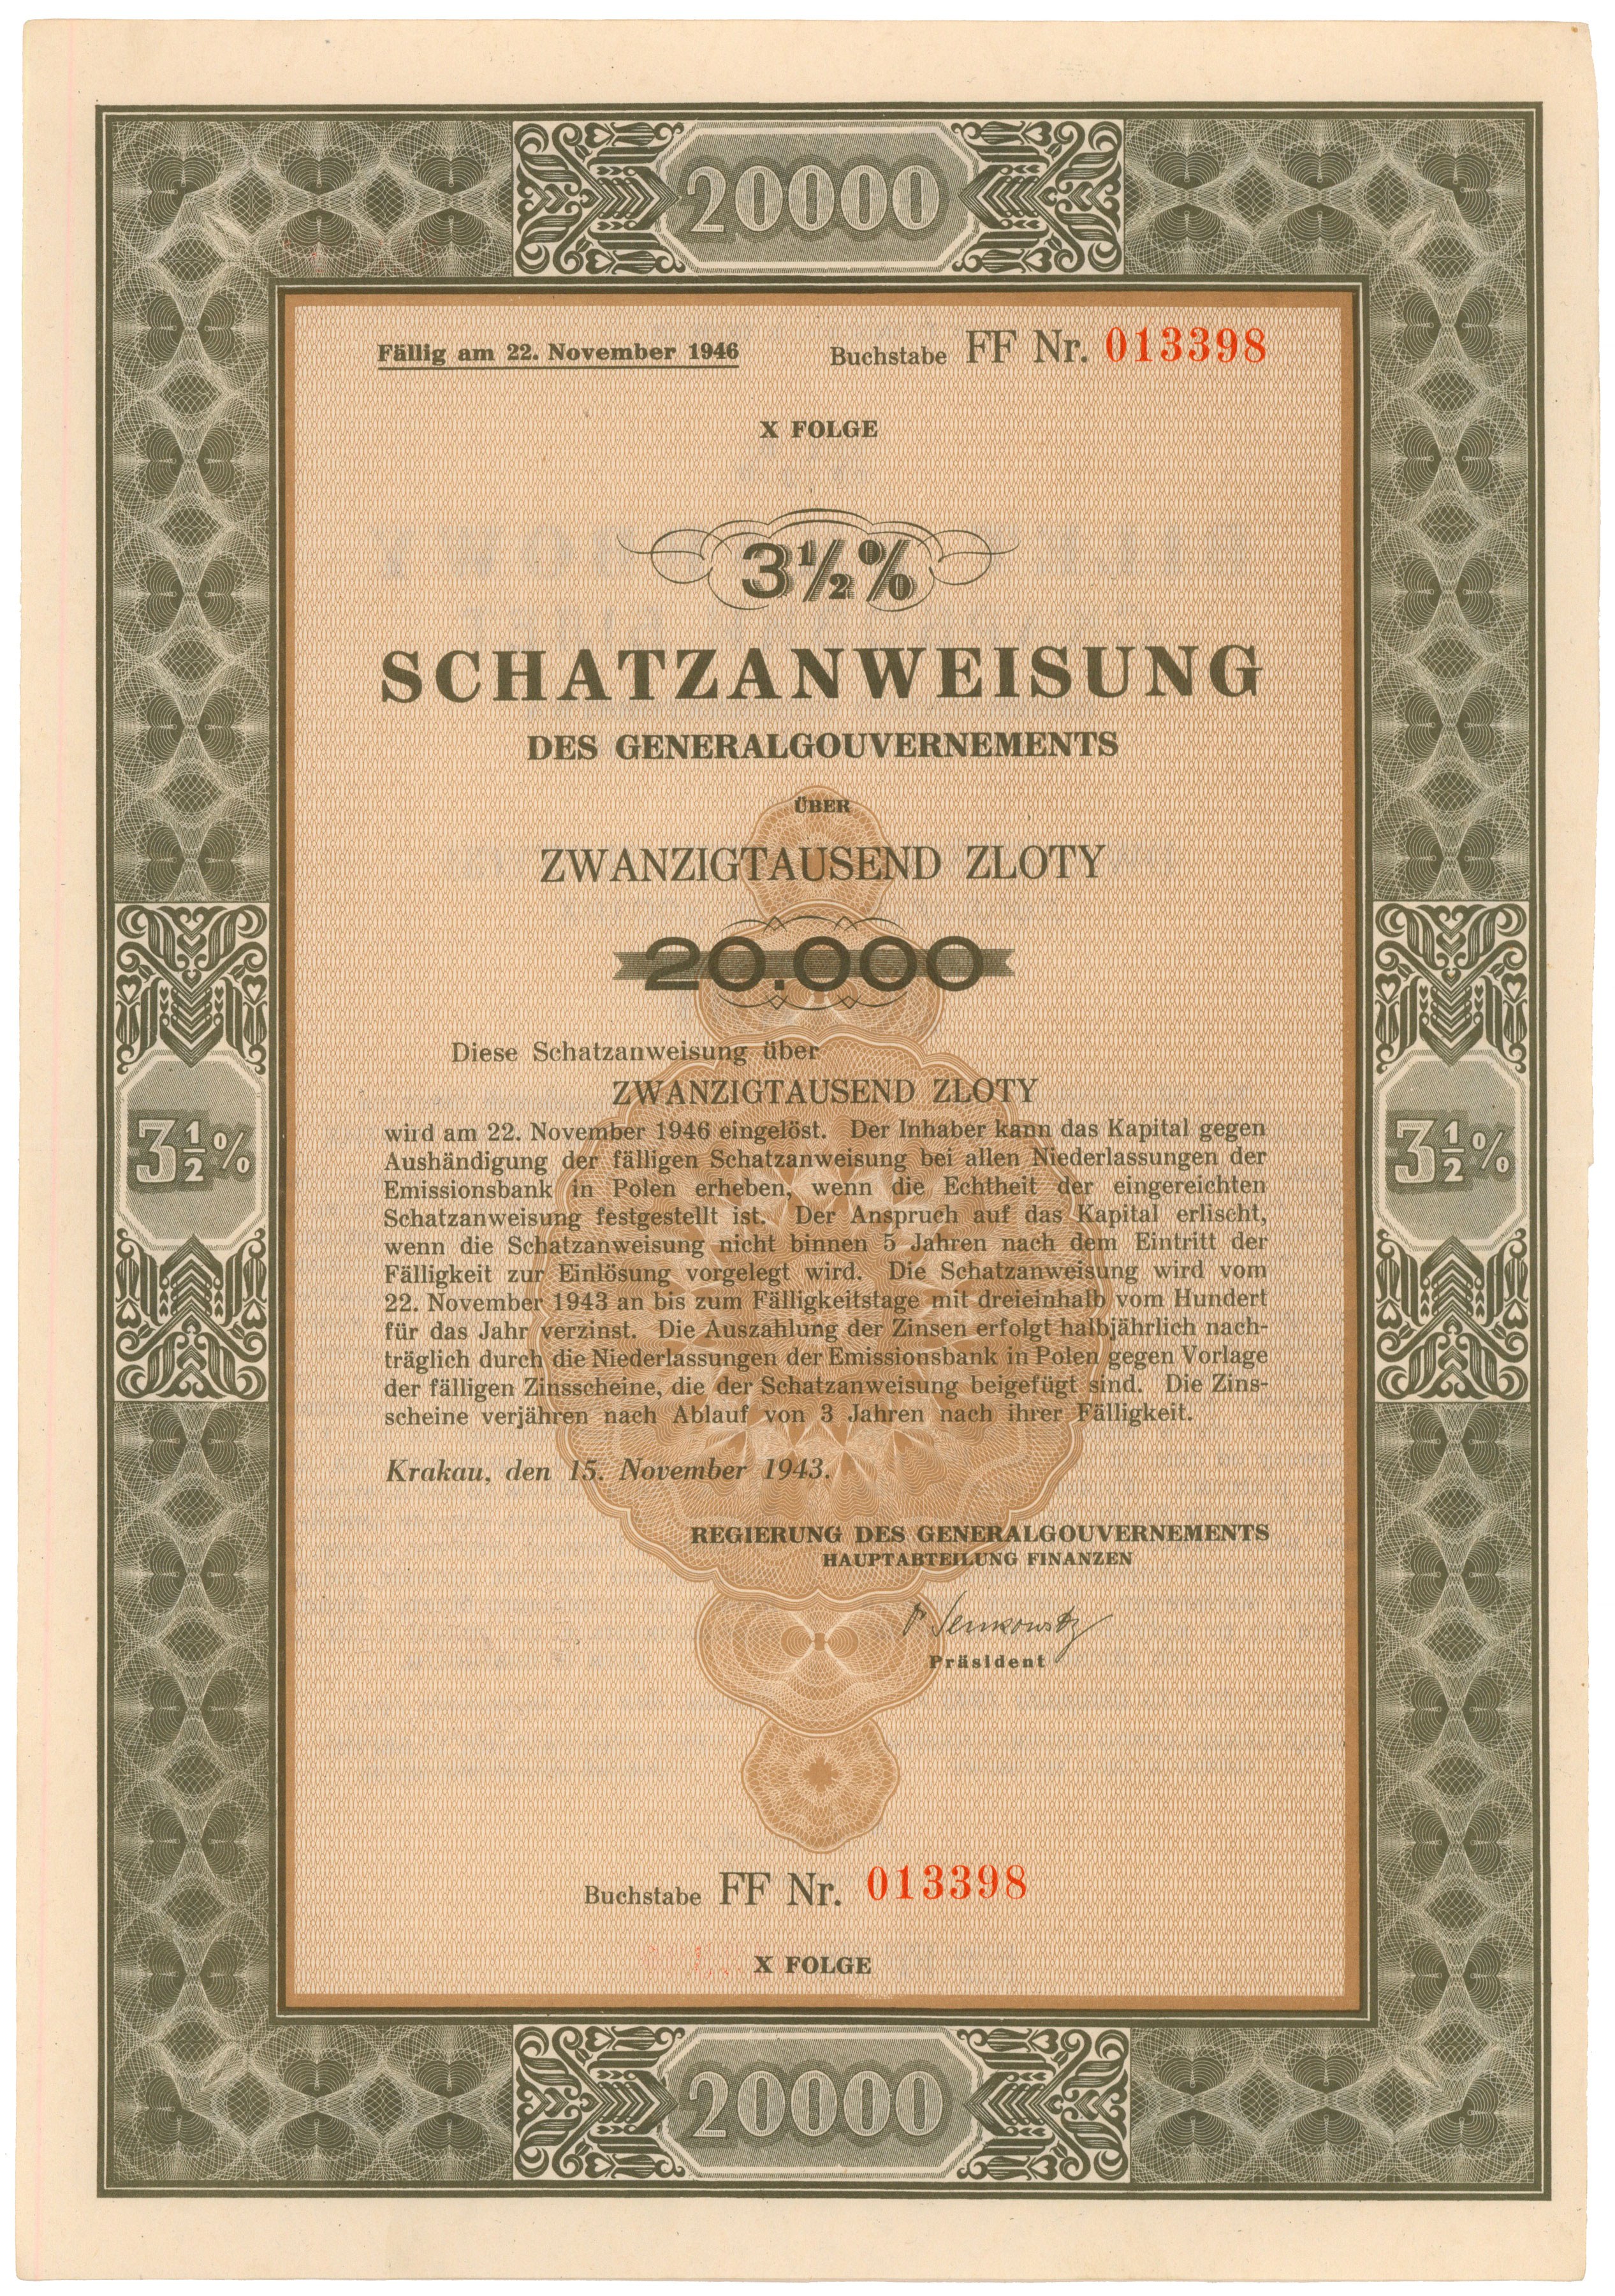 20000
Fällig am 22. November 1946
Buchstabe FF Nr. 013398
X FOLGE
3½%
SCHATZANWEISUNG
DES GENERALGOUVERNEMENTS
ÜBER
ZWANZIGTAUSEND ZLOTY
20.000
Diese Schatzanweisung über
ZWANZIGTAUSEND ZLOTY
wird am 22. November 1946 eingelöst. Der Inhaber kann das Kapital gegen
Aushändigung der fälligen Schatzanweisung bei allen Niederlassungen der
Emissionsbank in Polen erheben, wenn die Echtheit der eingereichten
Schatzanweisung festgestellt ist. Der Anspruch auf das Kapital erlischt,
wenn die Schatzanweisung nicht binnen 5 Jahren nach dem Eintritt der
Fälligkeit zur Einlösung vorgelegt wird. Die Schatzanweisung wird vom
22. November 1943 an bis zum Fälligkeitstage mit dreieinhalb vom Hundert
für das Jahr verzinst. Die Auszahlung der Zinsen erfolgt halbjährlich nach-
träglich durch die Niederlassungen der Emissionsbank in Polen gegen Vorlage
der fälligen Zinsscheine, die der Schatzanweisung beigefügt sind. Die Zins-
scheine verjähren nach Ablauf von 3 Jahren nach ihrer Fälligkeit.
3½%
3½%
Krakau, den 15. November 1943.
REGIERUNG DES GENERALGOUVERNEMENTS
HAUPTABTEILUNG FINANZEN
Senkowsky
Präsident
Buchstabe FF Nr. 013398
X FOLGE
20000